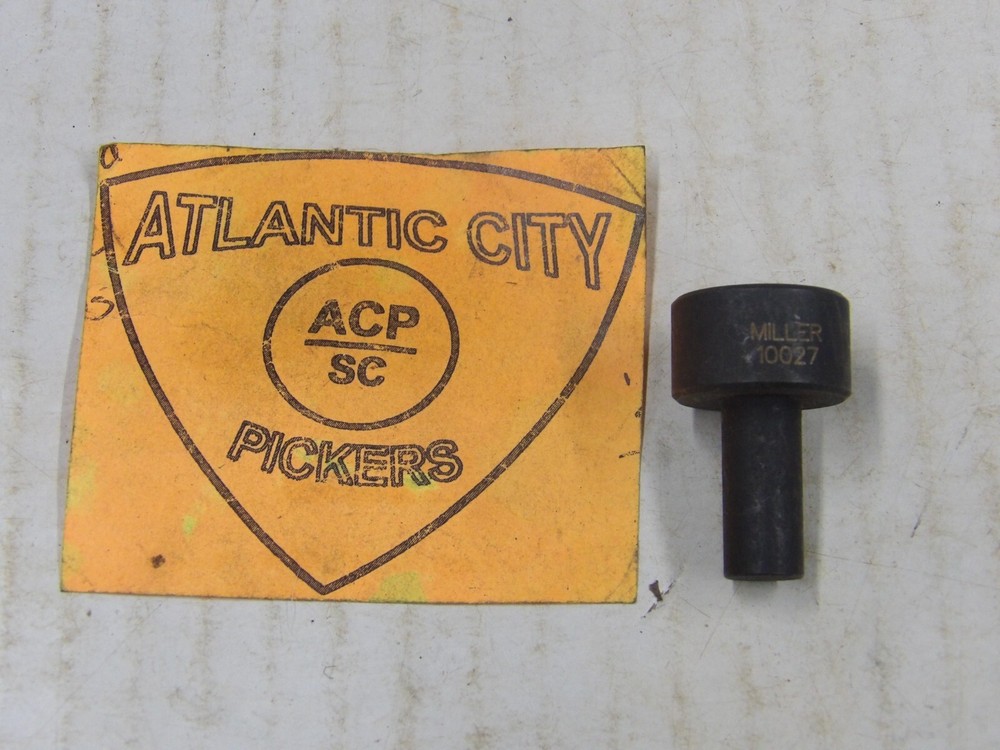 ATLANTIC CITY
ACP
SC
PICKERS
MILLER
10027